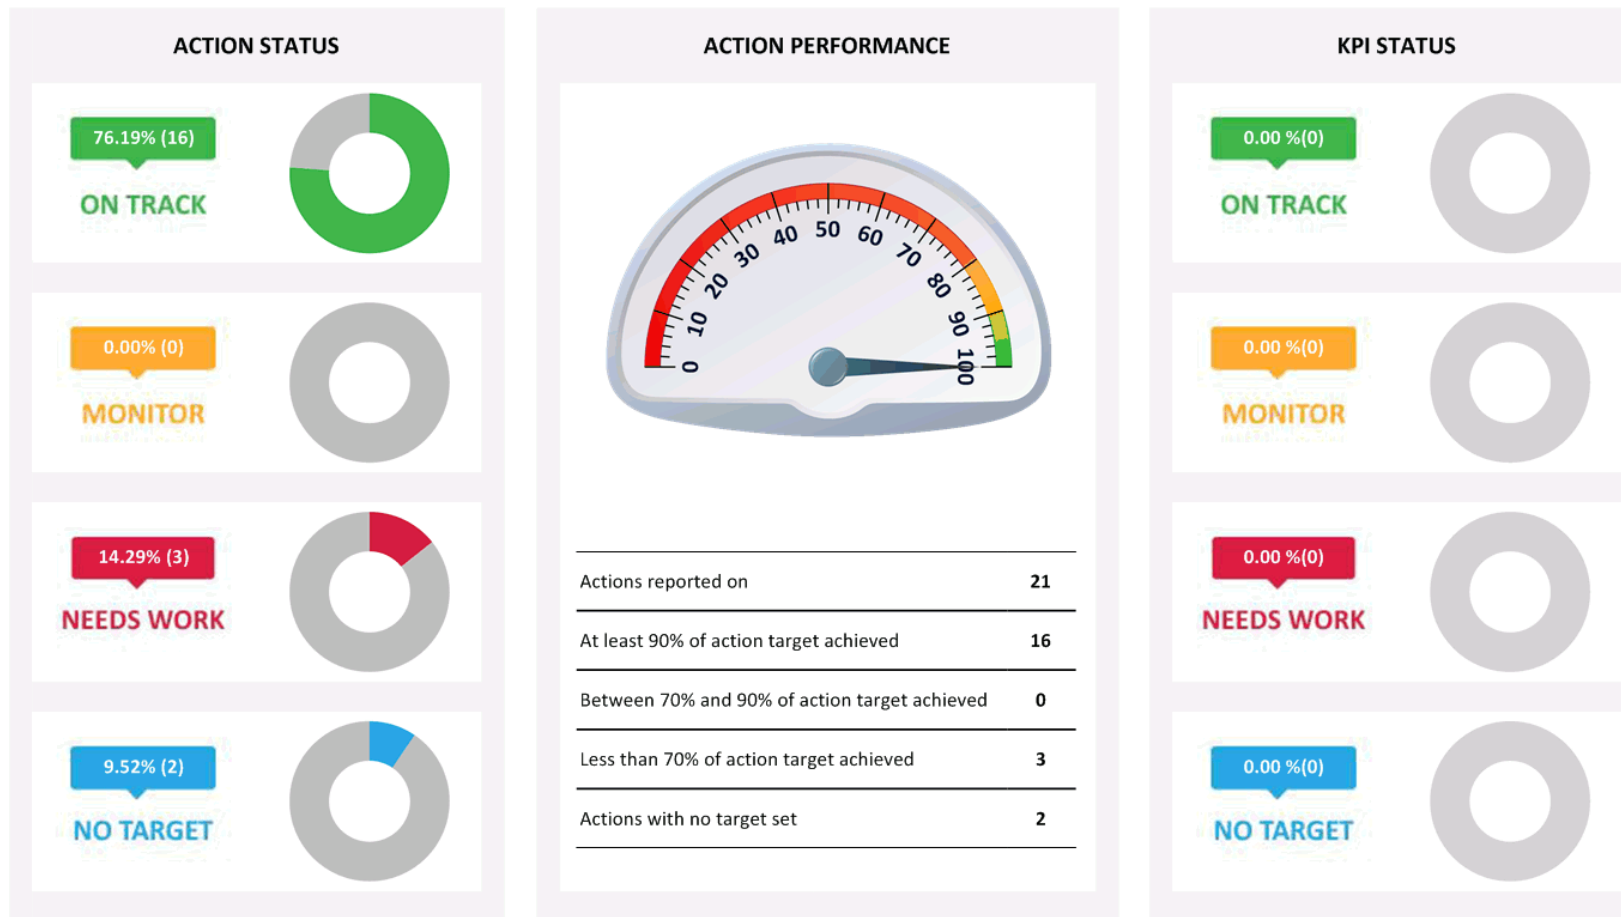 ACTION STATUS
76.19% (16)
ON TRACK
0.00% (0)
MONITOR
14.29% (3)
NEEDS WORK
9.52% (2)
NO TARGET
ACTION PERFORMANCE
0
10
20
30
40
50
60
70
80
90
100
Actions reported on 21
At least 90% of action target achieved 16
Between 70% and 90% of action target achieved 0
Less than 70% of action target achieved 3
Actions with no target set 2
KPI STATUS
0.00 %(0)
ON TRACK
0.00 %(0)
MONITOR
0.00 %(0)
NEEDS WORK
0.00 %(0)
NO TARGET